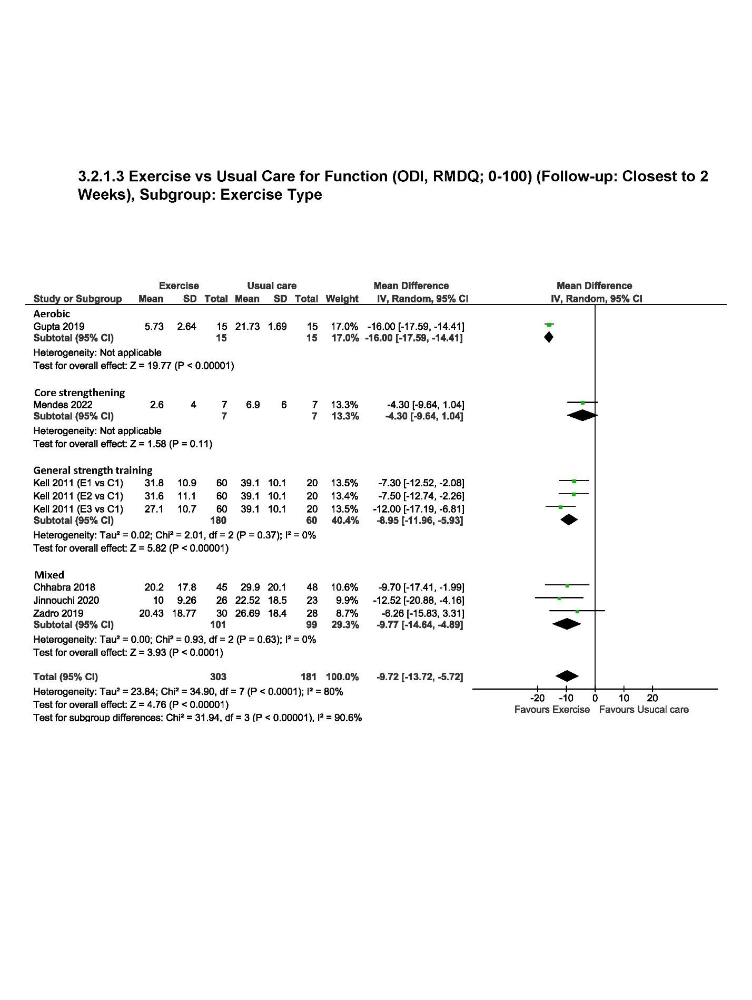 3.2.1.3 Exercise vs Usual Care for Function (ODI, RMDQ; 0-100) (Follow-up: Closest to 2
Weeks), Subgroup: Exercise Type
Exercise Usual care Mean Difference Mean Difference
Study or Subgroup Mean SD Total Mean SD Total Weight IV, Random, 95% CI IV, Random, 95% CI
Aerobic
Gupta 2019 5.73 2.64 15 21.73 1.69 15 17.0% -16.00 [-17.59, -14.41]
Subtotal (95% CI) 15 15 17.0% -16.00 [-17.59, -14.41]
Heterogeneity: Not applicable
Test for overall effect: Z = 19.77 (P < 0.00001)
Core strengthening
Mendes 2022 2.6 4 7 6.9 6 7 13.3% -4.30 [-9.64, 1.04]
Subtotal (95% CI) 7 7 13.3% -4.30 [-9.64, 1.04]
Heterogeneity: Not applicable
Test for overall effect: Z = 1.58 (P = 0.11)
General strength training
Kell 2011 (E1 vs C1) 31.8 10.9 60 39.1 10.1 20 13.5% -7.30 [-12.52, -2.08]
Kell 2011 (E2 vs C1) 31.6 11.1 60 39.1 10.1 20 13.4% -7.50 [-12.74, -2.26]
Kell 2011 (E3 vs C1) 27.1 10.7 60 39.1 10.1 20 13.5% -12.00 [-17.19, -6.81]
Subtotal (95% CI) 180 60 40.4% -8.95 [-11.96, -5.93]
Heterogeneity: Tau² = 0.02; Chi² = 2.01, df = 2 (P = 0.37); I² = 0%
Test for overall effect: Z = 5.82 (P < 0.00001)
Mixed
Chhabra 2018 20.2 17.8 45 29.9 20.1 48 10.6% -9.70 [-17.41, -1.99]
Jinnouchi 2020 10 9.26 26 22.52 18.5 23 9.9% -12.52 [-20.88, -4.16]
Zadro 2019 20.43 18.77 30 26.69 18.4 28 8.7% -6.26 [-15.83, 3.31]
Subtotal (95% CI) 101 99 29.3% -9.77 [-14.64, -4.89]
Heterogeneity: Tau² = 0.00; Chi² = 0.93, df = 2 (P = 0.63); I² = 0%
Test for overall effect: Z = 3.93 (P < 0.0001)
Total (95% CI) 303 181 100.0% -9.72 [-13.72, -5.72]
Heterogeneity: Tau² = 23.84; Chi² = 34.90, df = 7 (P < 0.0001); I² = 80%
Test for overall effect: Z = 4.76 (P < 0.00001)
Test for subgroup differences: Chi² = 31.94, df = 3 (P < 0.00001), I² = 90.6%
-20 -10 0 10 20
Favours Exercise Favours Usucal care